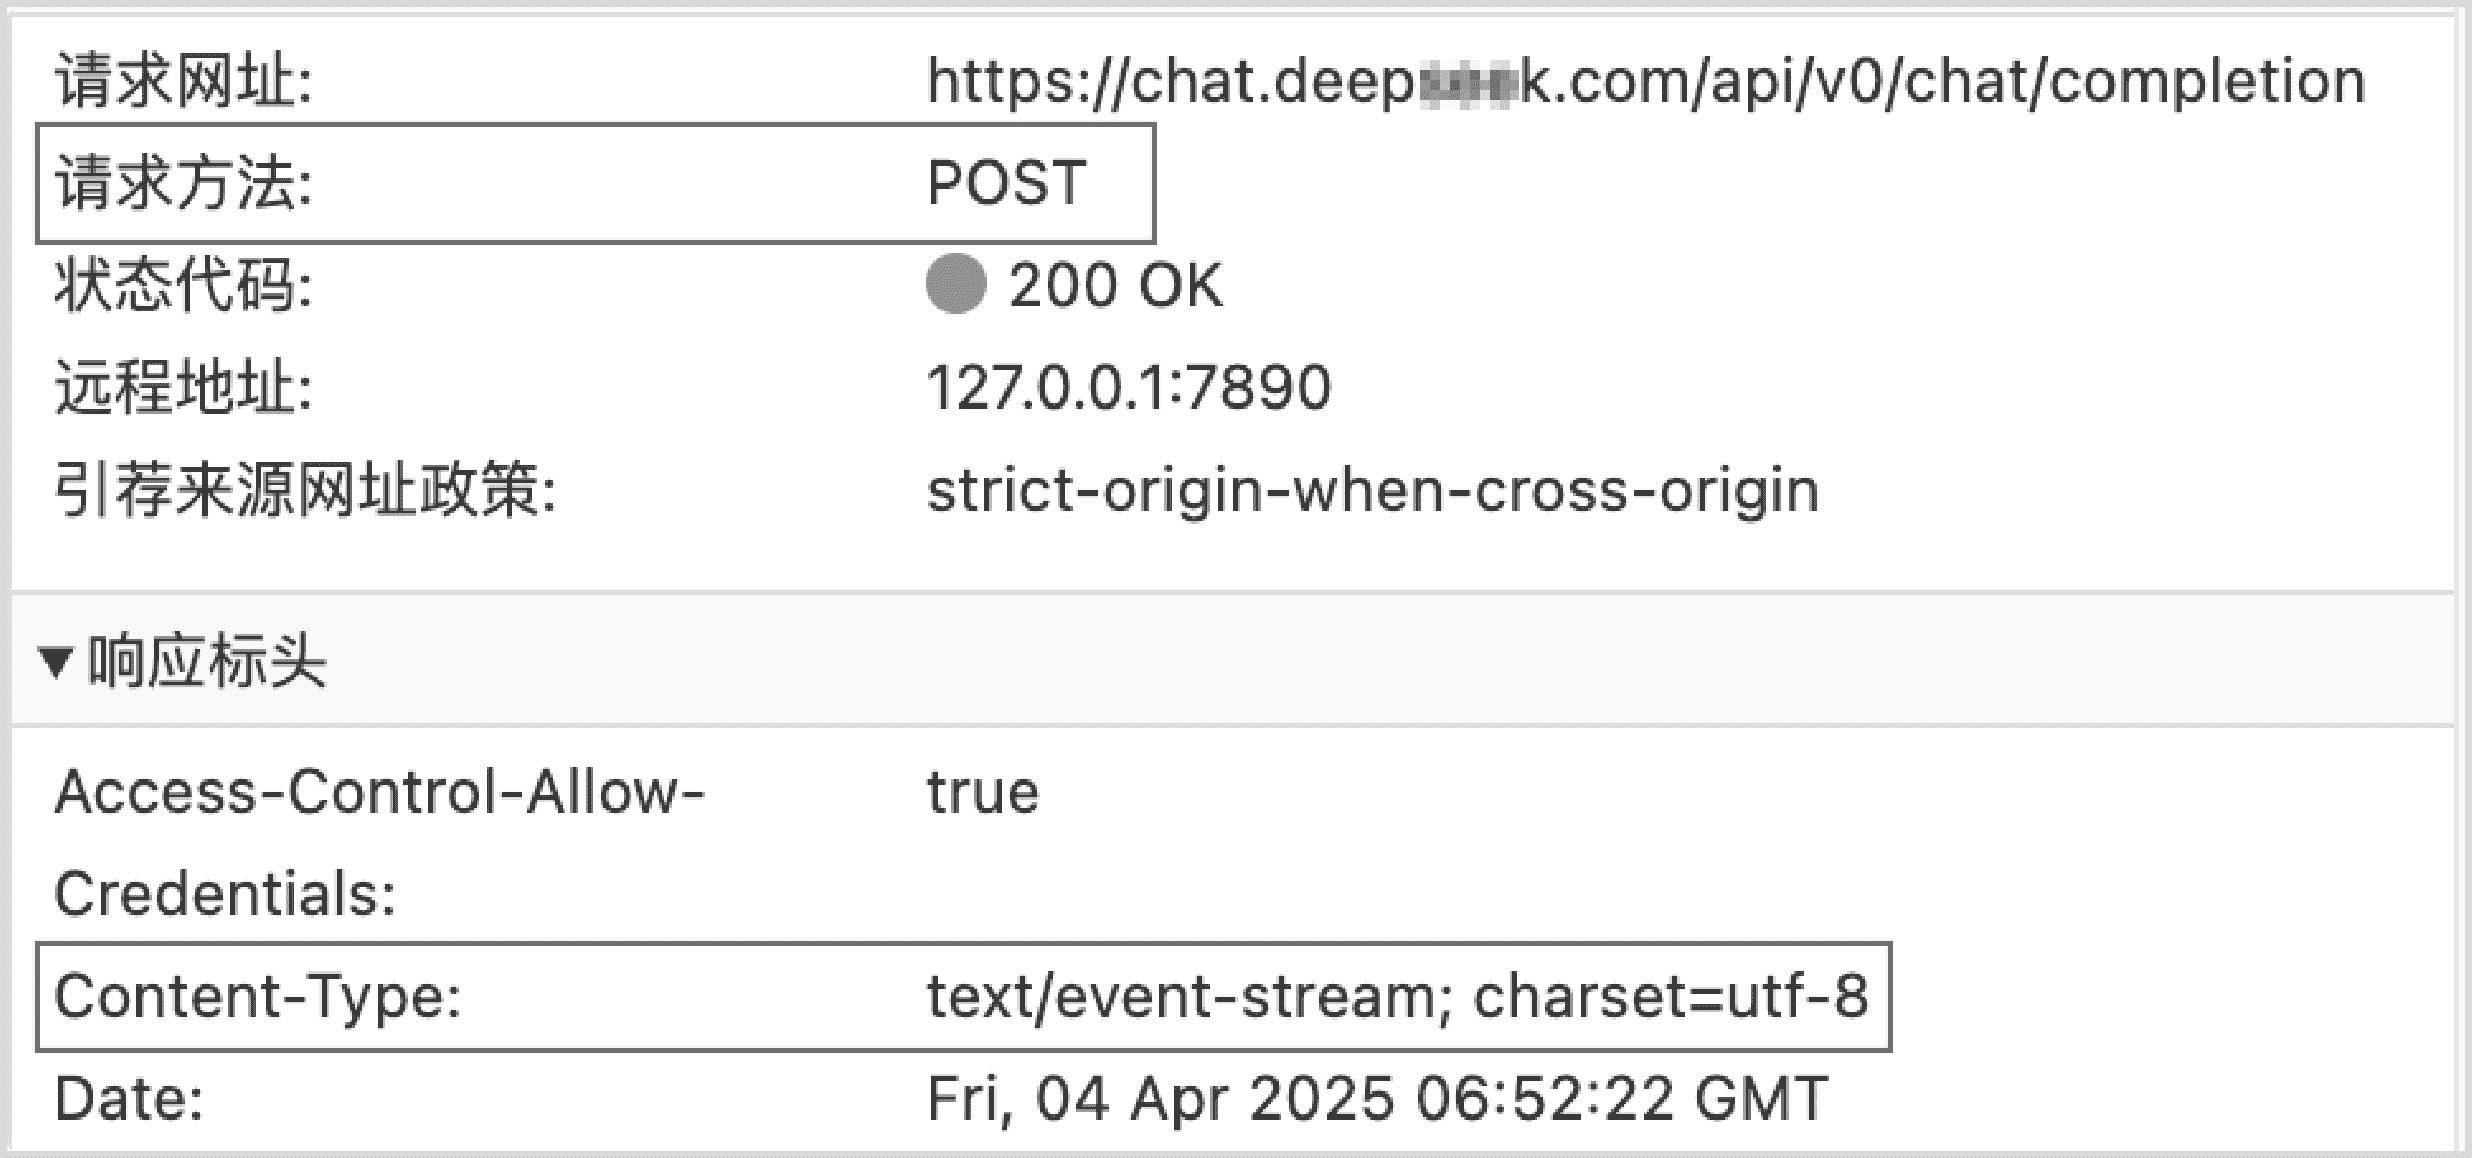 请求网址: https://chat.deepseek.com/api/v0/chat/completion
请求方法: POST
状态代码: 200 OK
远程地址: 127.0.0.1:7890
引荐来源网址政策: strict-origin-when-cross-origin
▼响应标头
Access-Control-Allow- true
Credentials:
Content-Type: text/event-stream; charset=utf-8
Date: Fri, 04 Apr 2025 06:52:22 GMT